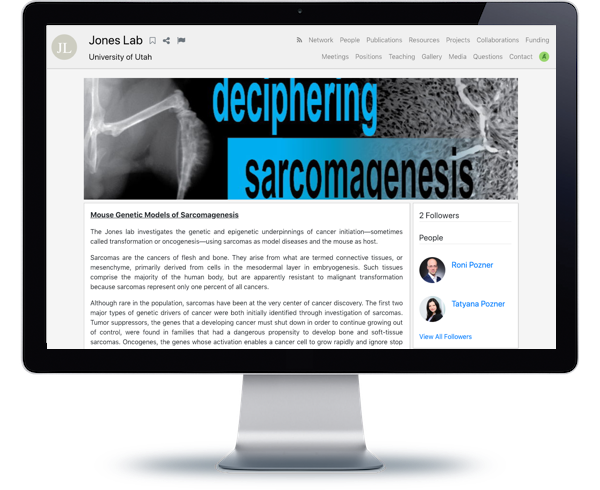 JL
Jones Lab
University of Utah
Network People Publications Resources Projects Collaborations Funding
Meetings Positions Teaching Gallery Media Questions Contact A
deciphering
sarcomagenesis
Mouse Genetic Models of Sarcomagenesis
The Jones lab investigates the genetic and epigenetic underpinnings of cancer initiation—sometimes
called transformation or oncogenesis—using sarcomas as model diseases and the mouse as host.
Sarcomas are the cancers of flesh and bone. They arise from what are termed connective tissues, or
mesenchyme, primarily derived from cells in the mesodermal layer in embryogenesis. Such tissues
comprise the majority of the human body, but are apparently resistant to malignant transformation
because sarcomas represent only one percent of all cancers.
Although rare in the population, sarcomas have been at the very center of cancer discovery. The first two
major types of genetic drivers of cancer were both initially identified through investigation of sarcomas.
Tumor suppressors, the genes that a developing cancer must shut down in order to continue growing out
of control, were found in families that had a dangerous propensity to develop bone and soft-tissue
sarcomas. Oncogenes, the genes whose activation enables a cancer cell to grow rapidly and ignore stop
2 Followers
People
Roni Pozner
Tatyana Pozner
View All Followers